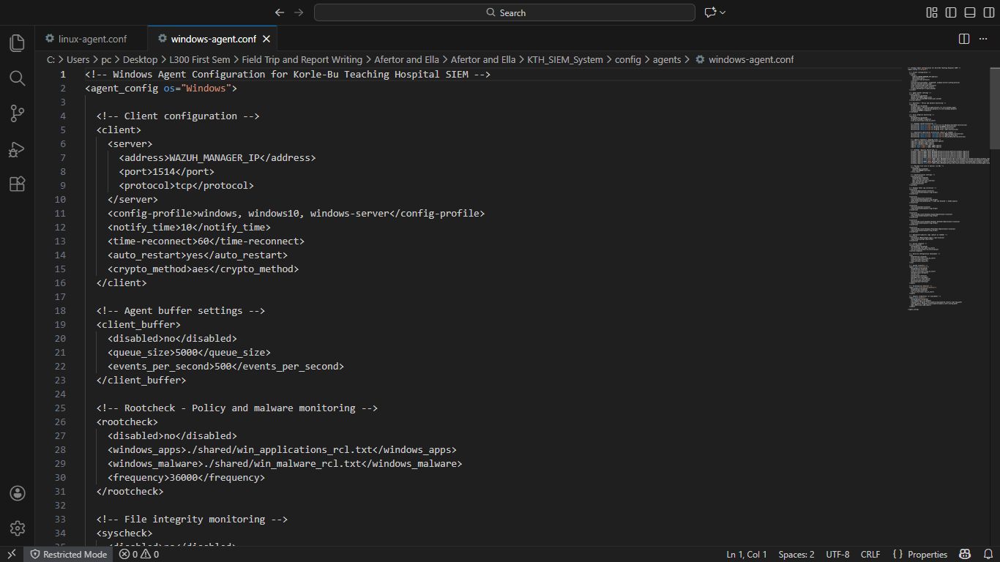 Search
linux-agent.conf
windows-agent.conf
C: > Users > pc > Desktop > L300 First Sem > Field Trip and Report Writing > Afertor and Ella > Afertor and Ella > KTH_SIEM_System > config > agents > windows-agent.conf
1 <!-- Windows Agent Configuration for Korle-Bu Teaching Hospital SIEM -->
2 <agent_config os="Windows">
3
4 <!-- Client configuration -->
5 <client>
6 <server>
7 <address>WAZUH_MANAGER_IP</address>
8 <port>1514</port>
9 <protocol>tcp</protocol>
10 </server>
11 <config-profile>windows, windows10, windows-server</config-profile>
12 <notify_time>10</notify_time>
13 <time-reconnect>60</time-reconnect>
14 <auto_restart>yes</auto_restart>
15 <crypto_method>aes</crypto_method>
16 </client>
17
18 <!-- Agent buffer settings -->
19 <client_buffer>
20 <disabled>no</disabled>
21 <queue_size>5000</queue_size>
22 <events_per_second>500</events_per_second>
23 </client_buffer>
24
25 <!-- Rootcheck - Policy and malware monitoring -->
26 <rootcheck>
27 <disabled>no</disabled>
28 <windows_apps>./shared/win_applications_rcl.txt</windows_apps>
29 <windows_malware>./shared/win_malware_rcl.txt</windows_malware>
30 <frequency>36000</frequency>
31 </rootcheck>
32
33 <!-- File integrity monitoring -->
34 <syscheck>
35 <disabled>no</disabled>
Restricted Mode 0 0 Ln 1, Col 1 Spaces: 2 UTF-8 CRLF { } Properties